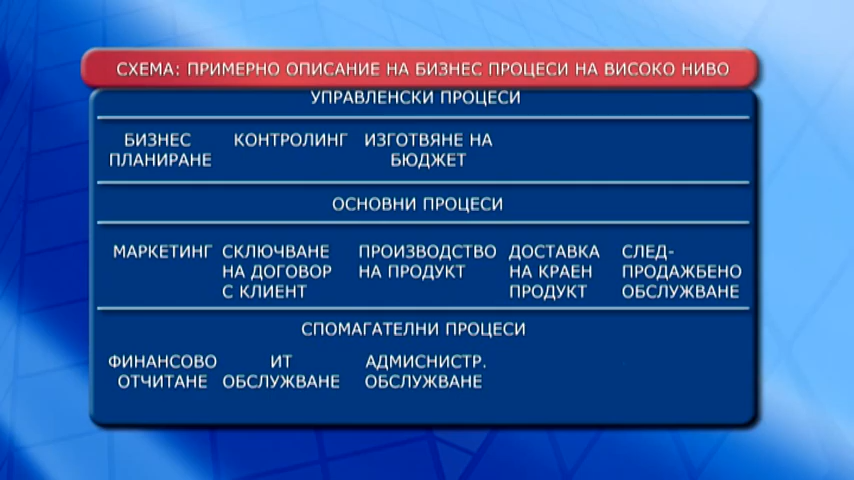 СХЕМА: ПРИМЕРНО ОПИСАНИЕ НА БИЗНЕС ПРОЦЕСИ НА ВИСОКО НИВО
УПРАВЛЕНСКИ ПРОЦЕСИ
БИЗНЕС ПЛАНИРАНЕ
КОНТРОЛИНГ
ИЗГОТВЯНЕ НА БЮДЖЕТ
ОСНОВНИ ПРОЦЕСИ
МАРКЕТИНГ
СКЛЮЧВАНЕ
НА ДОГОВОР
С КЛИЕНТ
ПРОИЗВОДСТВО
НА ПРОДУКТ
ДОСТАВКА
НА КРАЕН
ПРОДУКТ
СЛЕД-
ПРОДАЖБЕНО
ОБСЛУЖВАНЕ
СПОМАГАТЕЛНИ ПРОЦЕСИ
ФИНАНСОВО
ОТЧИТАНЕ
ИТ
ОБСЛУЖВАНЕ
АДМИСНИСТР.
ОБСЛУЖВАНЕ